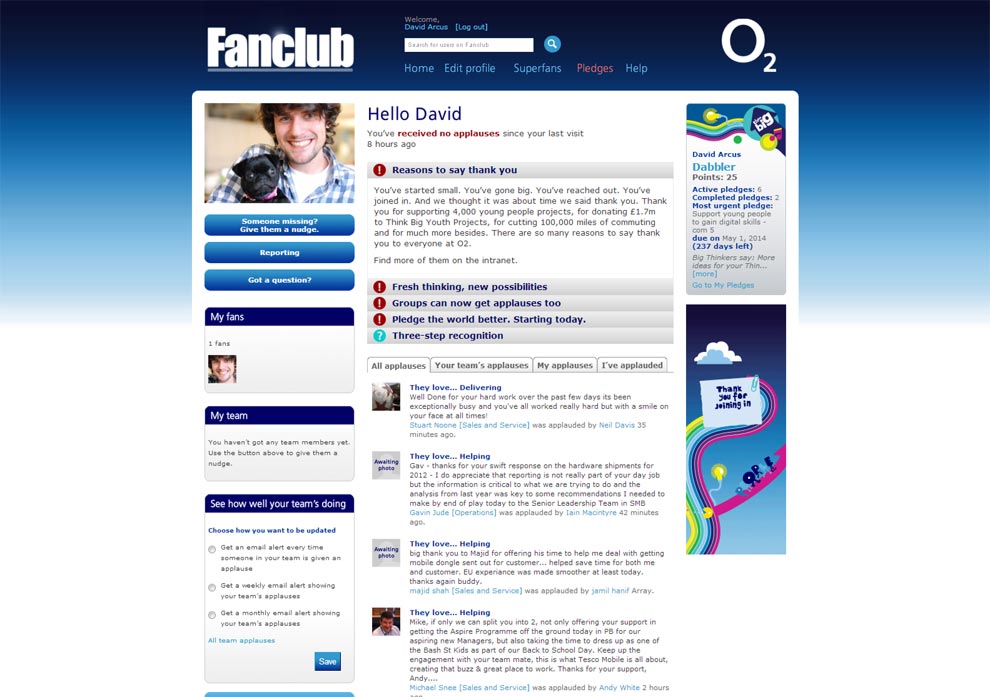 Fanclub
Welcome,
David Arcus [Log out]
Search for users on Fanclub
Home Edit profile Superfans Pledges Help
O2
Someone missing?
Give them a nudge.
Reporting
Got a question?
My fans
1 fans
My team
You haven't got any team members yet.
Use the button above to give them a
nudge.
See how well your team's doing
Choose how you want to be updated
Get an email alert every time
someone in your team is given an
applause
Get a weekly email alert showing
your team's applauses
Get a monthly email alert showing
your team's applauses
All team applauses
Save
Hello David
You've received no applauses since your last visit
8 hours ago
! Reasons to say thank you
You've started small. You've gone big. You've reached out. You've
joined in. And we thought it was about time we said thank you. Thank
you for supporting 4,000 young people projects, for donating £1.7m
to Think Big Youth Projects, for cutting 100,000 miles of commuting
and for much more besides. There are so many reasons to say thank
you to everyone at O2.
Find more of them on the intranet.
! Fresh thinking, new possibilities
! Groups can now get applauses too
! Pledge the world better. Starting today.
? Three-step recognition
All applauses Your team's applauses My applauses I've applauded
They love... Delivering
Well Done for your hard work over the past few days its been
exceptionally busy and you've all worked really hard but with a smile on
your face at all times!
Stuart Noone [Sales and Service] was applauded by Neil Davis 35
minutes ago.
Awaiting
photo
They love... Helping
Gav - thanks for your swift response on the hardware shipments for
2012 - I do appreciate that reporting is not really part of your day job
but the information is critical to what we are trying to do and the
analysis from last year was key to some recommendations I needed to
make by end of play today to the Senior Leadership Team in SMB
Gavin Jude [Operations] was applauded by Iain Macintyre 42 minutes
ago.
Awaiting
photo
They love... Helping
big thank you to Majid for offering his time to help me deal with getting
mobile dongle sent out for customer... helped save time for both me
and customer. EU experiance was made smoother at least today.
thanks again buddy.
majid shah [Sales and Service] was applauded by jamil hanif Array.
They love... Helping
Mike, if only we can split you into 2, not only offering your support in
getting the Aspire Programme off the ground today in PB for our
aspiring new Managers, but also taking the time to dress up as one of
the Bash St Kids as part of our Back to School Day. Keep up the
engagement with your team mate, this is what Tesco Mobile is all about,
creating that buzz & great place to work. Thanks for your support,
Andy....
Michael Snee [Sales and Service] was applauded by Andy White 2 hours
ago.
big
David Arcus
Dabbler
Points: 25
Active pledges: 6
Completed pledges: 2
Most urgent pledge:
Support young people
to gain digital skills -
com 5
due on May 1, 2014
(237 days left)
Big Thinkers say: More
ideas for your Thin...
[more]
Go to My Pledges
Thank
you for
joining in